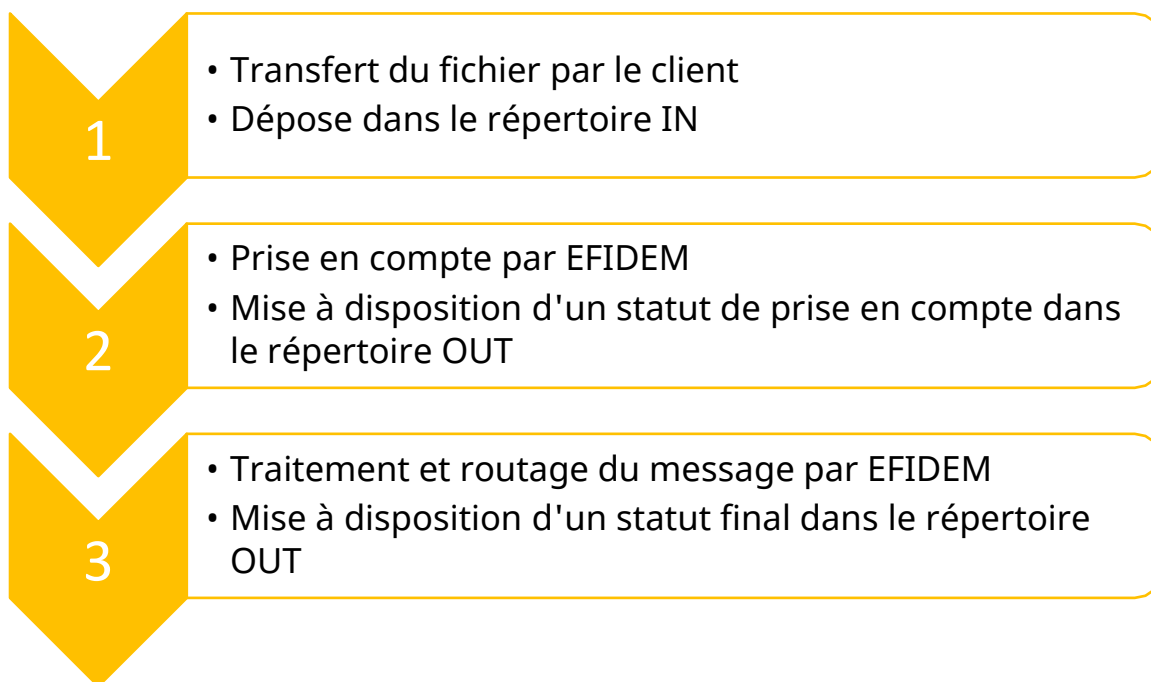 1
• Transfert du fichier par le client
• Dépose dans le répertoire IN
2
• Prise en compte par EFIDEM
• Mise à disposition d'un statut de prise en compte dans
le répertoire OUT
3
• Traitement et routage du message par EFIDEM
• Mise à disposition d'un statut final dans le répertoire
OUT